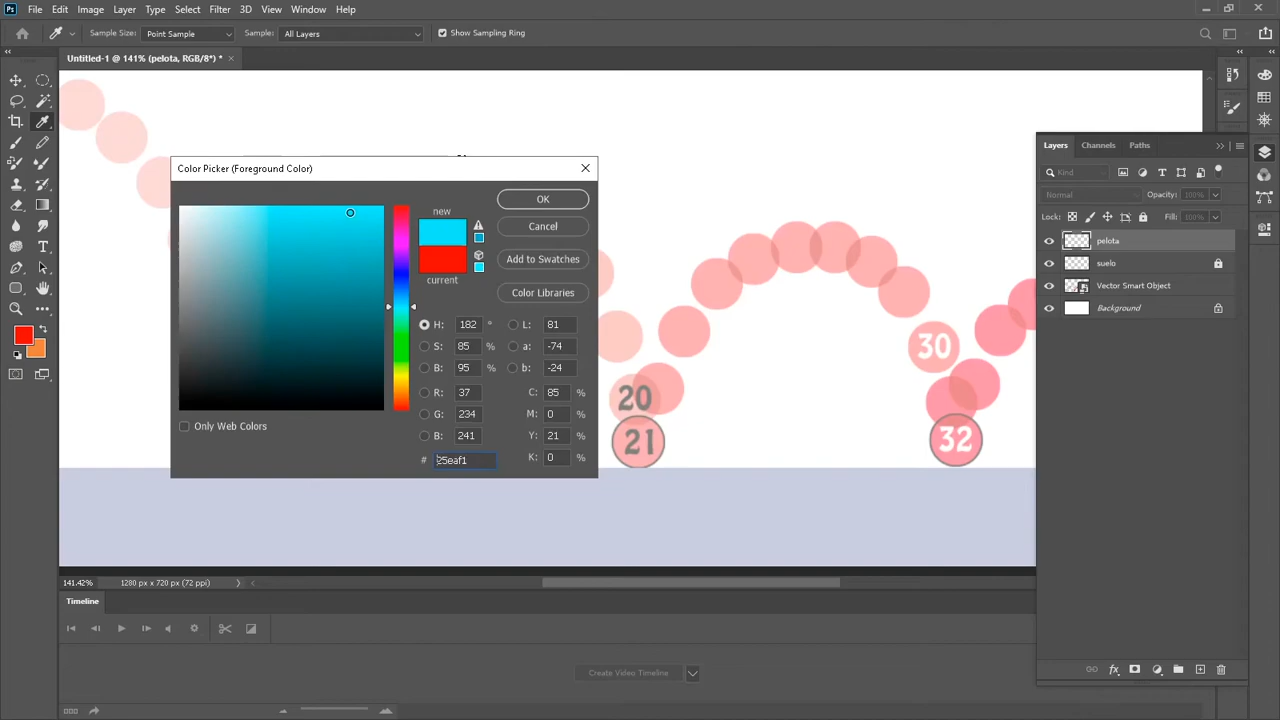 Ps File Edit Image Layer Type Select Filter 3D View Window Help
Sample Size: Point Sample Sample: All Layers Show Sampling Ring
Untitled-1 @ 141% (pelota, RGB/8*) *
Color Picker (Foreground Color)
new
current
OK
Cancel
Add to Swatches
Color Libraries
H: 182 ° L: 81
S: 85 % a: -74
B: 95 % b: -24
R: 37 C: 85 %
G: 234 M: 0 %
B: 241 Y: 21 %
# 25eaf1 K: 0 %
Only Web Colors
20
21
30
32
Layers Channels Paths
Kind
Normal Opacity: 100%
Lock: Fill: 100%
pelota
suelo
Vector Smart Object
Background
fx
141.42% 1280 px x 720 px (72 ppi)
Timeline
Create Video Timeline